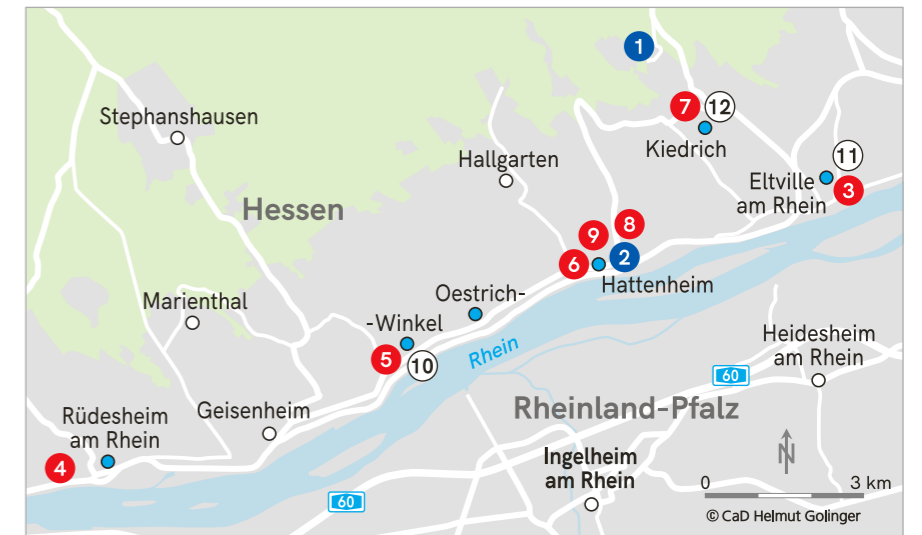 1
7
12
Stephanshausen
Kiedrich
Hallgarten
11
Eltville
am Rhein
3
Hessen
8
9
2
6
Hattenheim
Oestrich-
Marienthal
-Winkel
Rhein
5
10
Heidesheim
am Rhein
60
Rheinland-Pfalz
Geisenheim
Rüdesheim
am Rhein
4
N
Ingelheim
am Rhein
0
3 km
60
© CaD Helmut Golinger